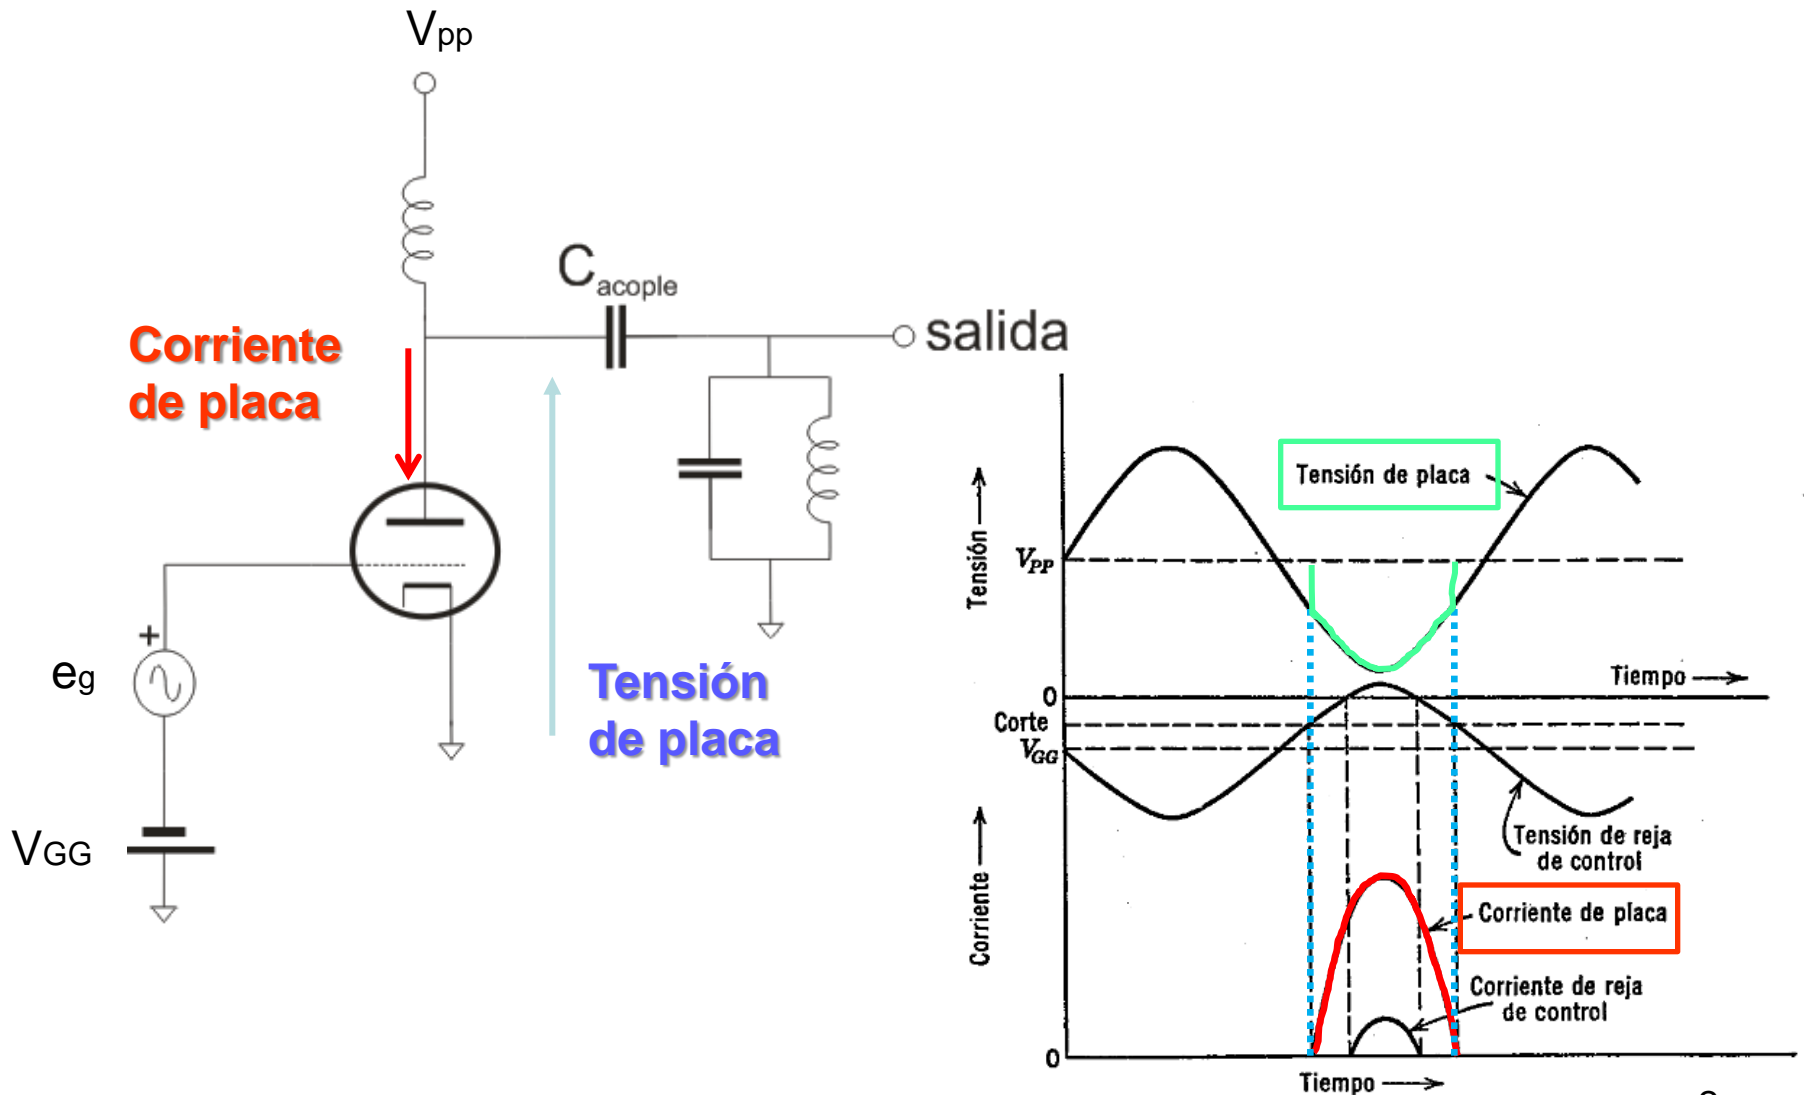 Vpp
Cacople
salida
Corriente
de placa
+
eg
Tensión
de placa
VGG
Tensión
Tensión de placa
VPP
Tiempo
0
Corte
VGG
Tensión de reja
de control
Corriente
Corriente de placa
Corriente de reja
de control
0
Tiempo